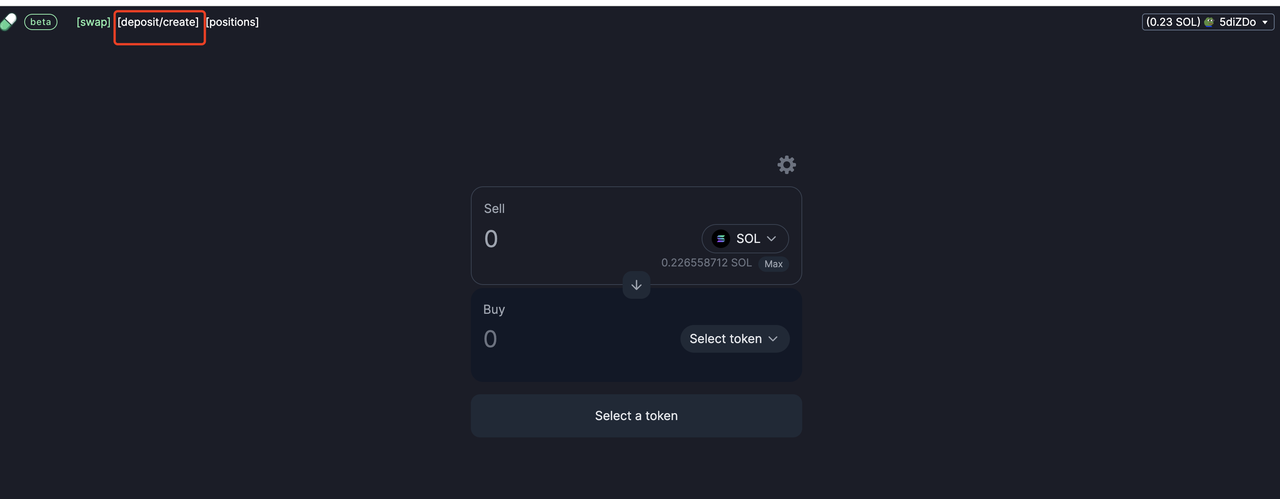 beta [swap] [deposit/create] [positions] (0.23 SOL) 5diZDo
Sell
0 SOL
0.226558712 SOL Max
Buy
0 Select token
Select a token